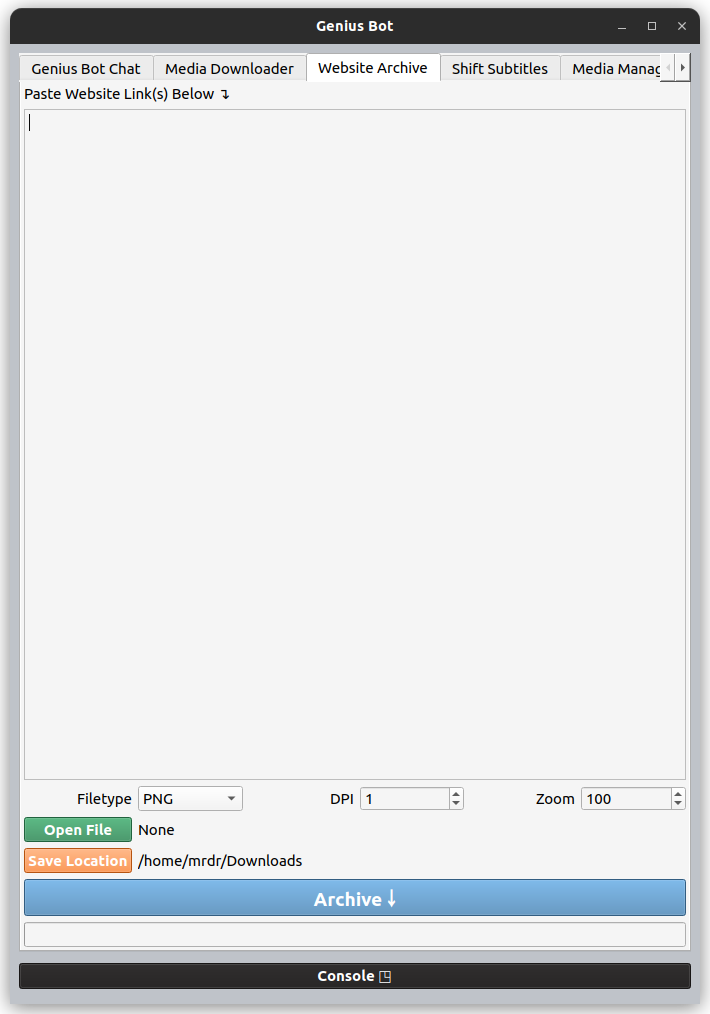 Genius Bot
Genius Bot Chat Media Downloader Website Archive Shift Subtitles Media Manag
Paste Website Link(s) Below ↴
Filetype PNG DPI 1 Zoom 100
Open File None
Save Location /home/mrdr/Downloads
Archive ↓
Console ◳